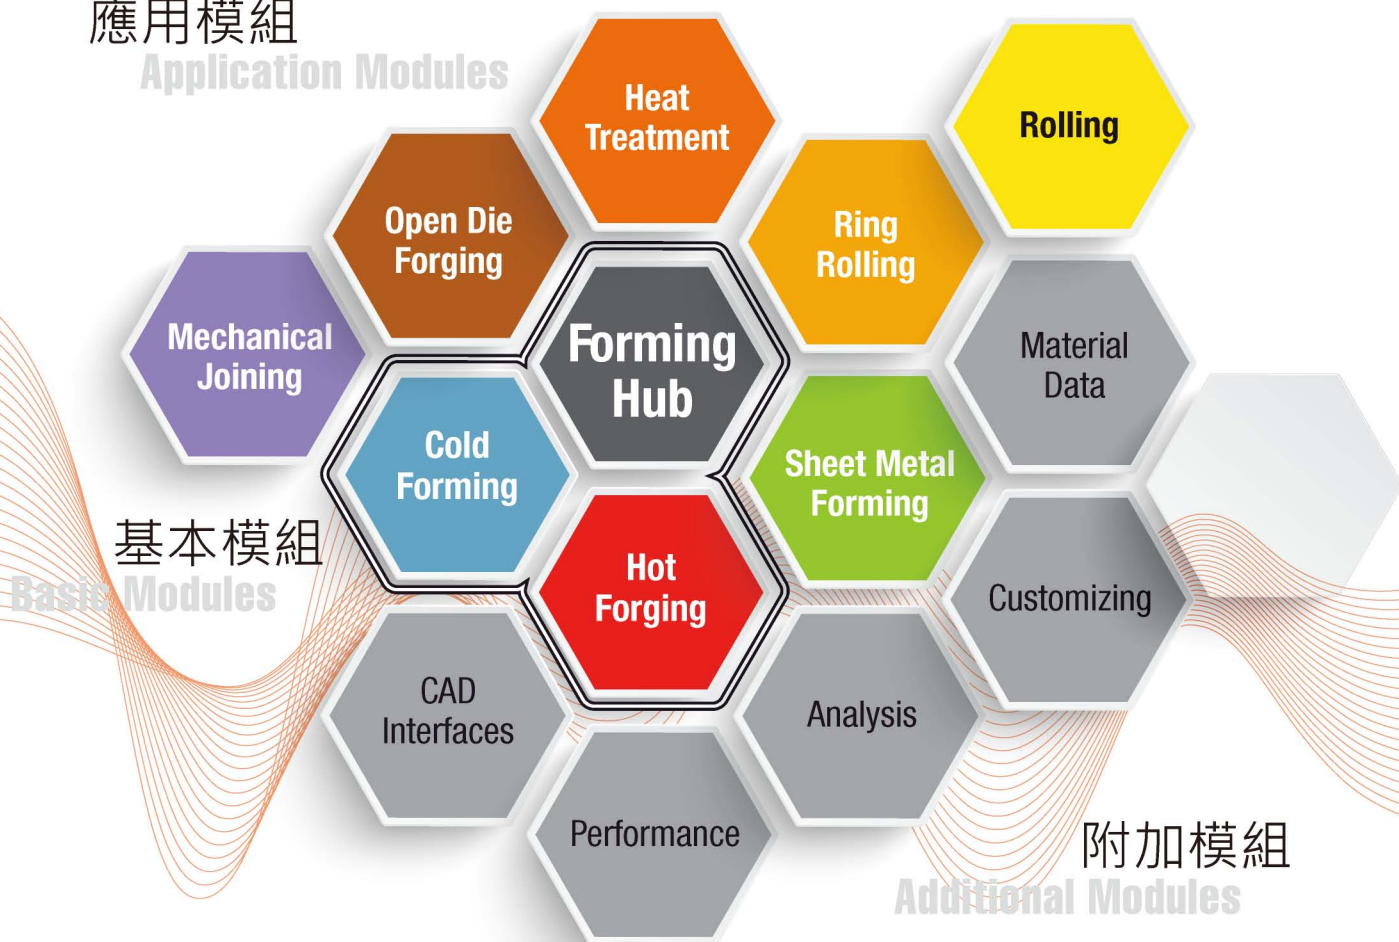 應用模組
Application Modules
Heat
Treatment
Rolling
Open Die
Forging
Ring
Rolling
Mechanical
Joining
Forming
Hub
Material
Data
Cold
Forming
Sheet Metal
Forming
基本模組
Basic Modules
Hot
Forging
Customizing
CAD
Interfaces
Analysis
Performance
附加模組
Additional Modules